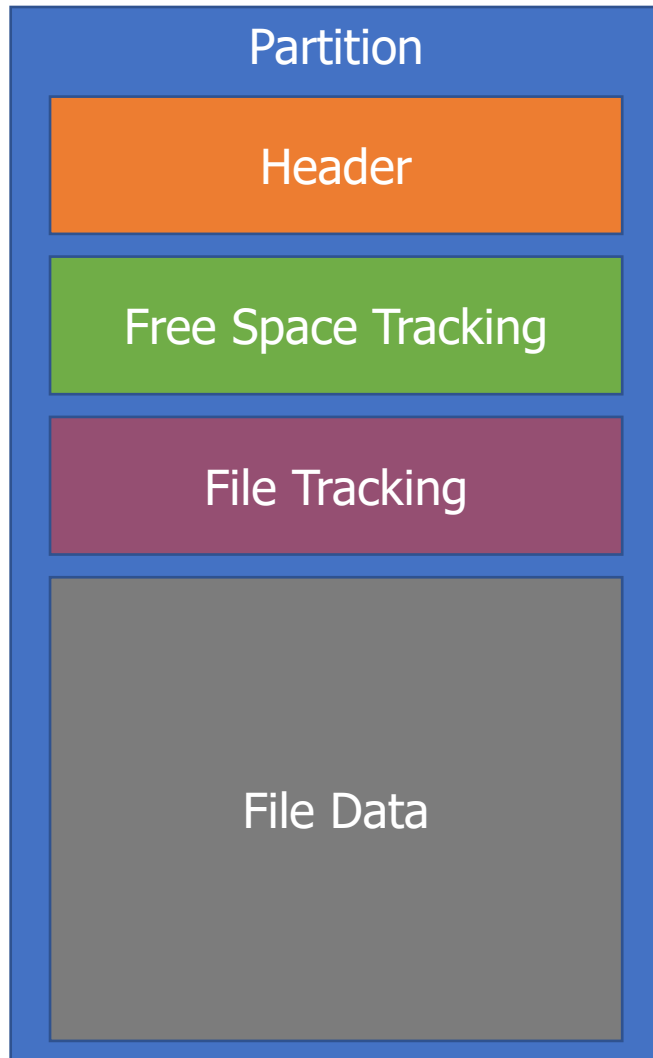 Partition
Header
Free Space Tracking
File Tracking
File Data